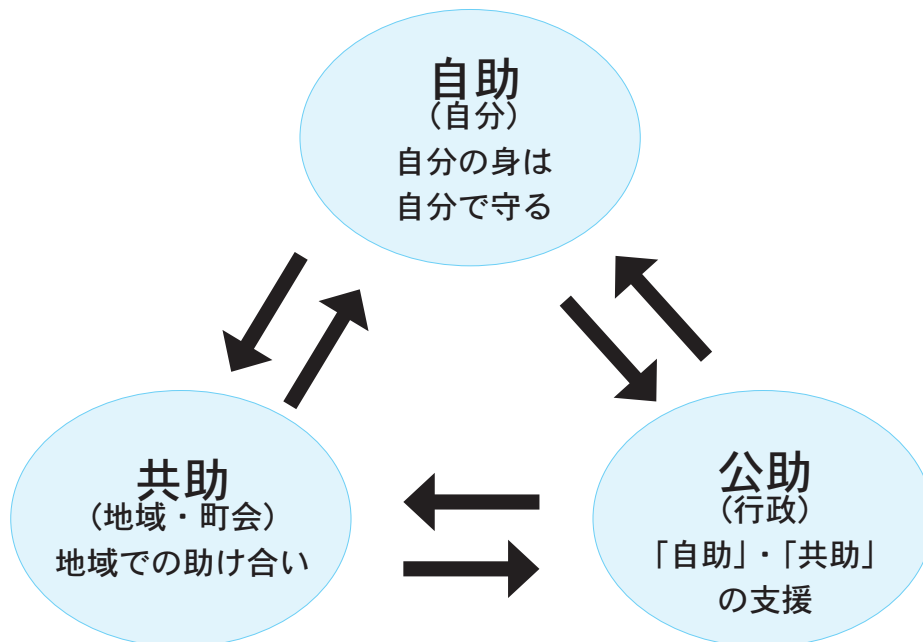 自助
（自分）
自分の身は
自分で守る
共助
（地域・町会）
地域での助け合い
公助
（行政）
「自助」・「共助」
の支援